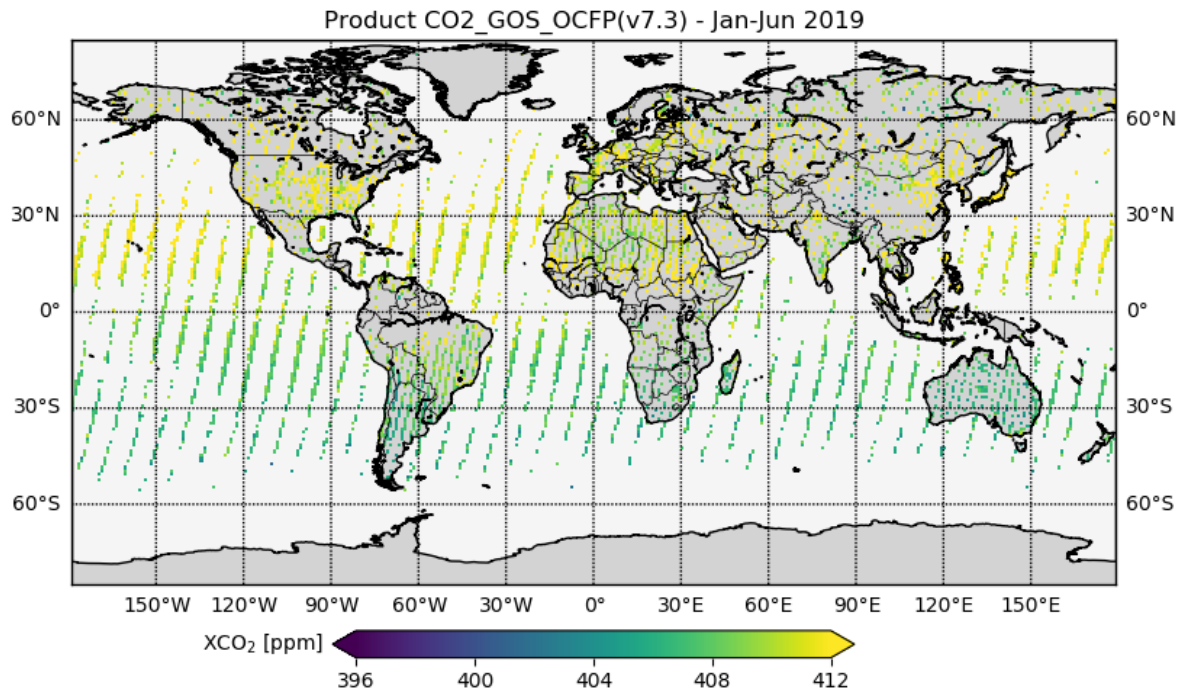 Product CO2_GOS_OCFP(v7.3) - Jan-Jun 2019
60°N 60°N
30°N 30°N
0° 0°
30°S 30°S
60°S 60°S
150°W 120°W 90°W 60°W 30°W 0° 30°E 60°E 90°E 120°E 150°E
XCO₂ [ppm]
396 400 404 408 412